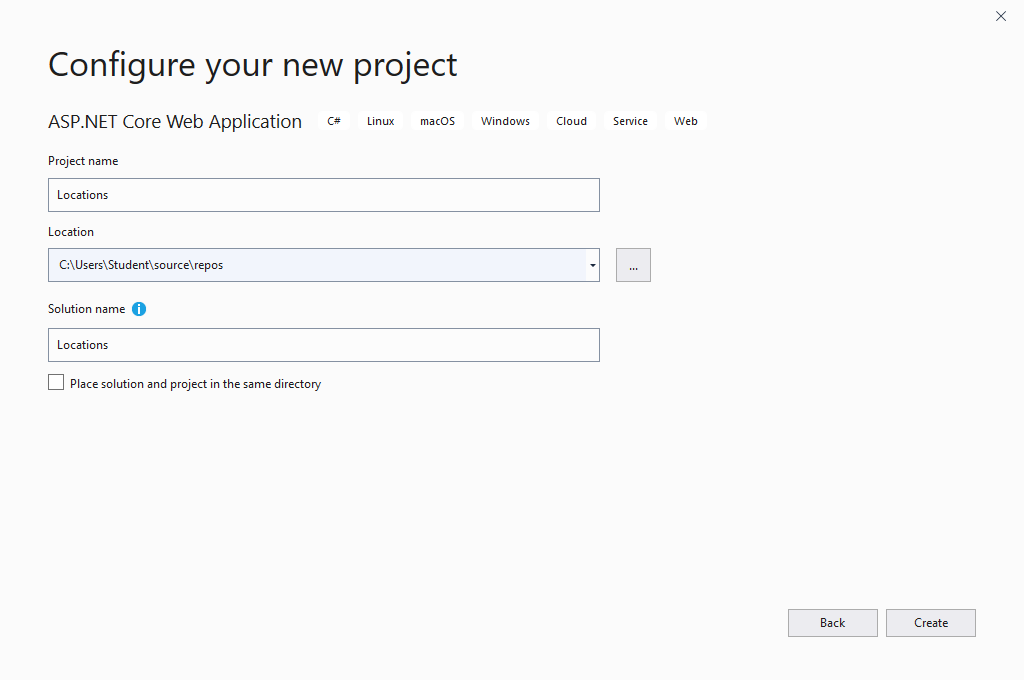 Configure your new project
ASP.NET Core Web Application C# Linux macOS Windows Cloud Service Web
Project name
Locations
Location
C:\Users\Student\source\repos
...
Solution name i
Locations
Place solution and project in the same directory
Back Create